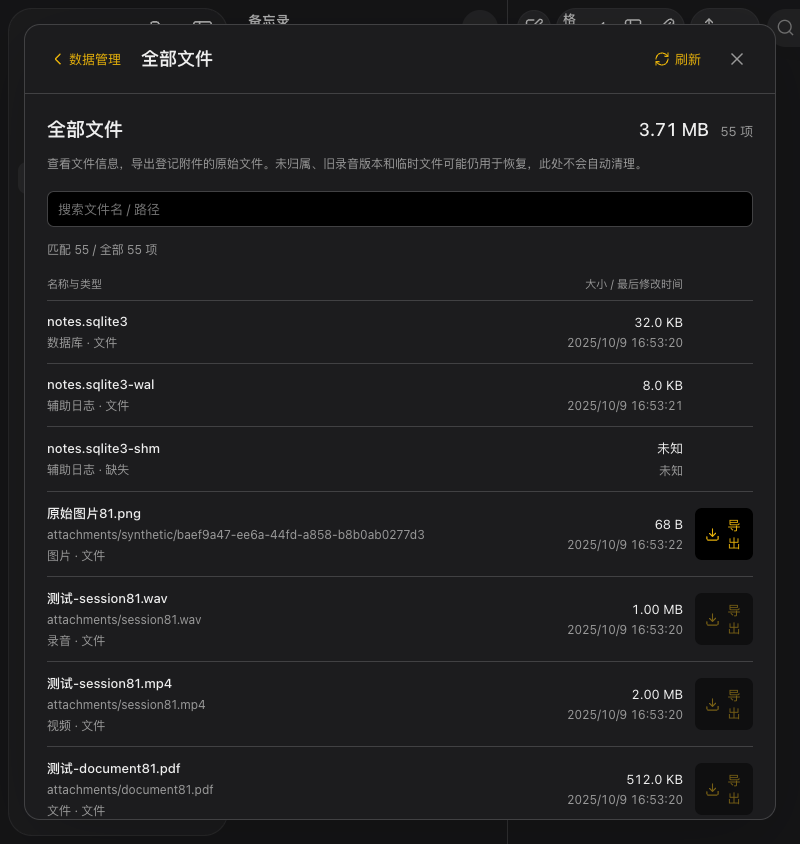 备忘录
格
数据管理 全部文件 刷新
全部文件 3.71 MB 55 项
查看文件信息，导出登记附件的原始文件。未归属、旧录音版本和临时文件可能仍用于恢复，此处不会自动清理。
搜索文件名 / 路径
匹配 55 / 全部 55 项
名称与类型 大小 / 最后修改时间
notes.sqlite3 32.0 KB
数据库 · 文件 2025/10/9 16:53:20
notes.sqlite3-wal 8.0 KB
辅助日志 · 文件 2025/10/9 16:53:21
notes.sqlite3-shm 未知
辅助日志 · 缺失 未知
原始图片81.png
attachments/synthetic/baef9a47-ee6a-44fd-a858-b8b0ab0277d3
图片 · 文件
68 B
2025/10/9 16:53:22
导
出
测试-session81.wav
attachments/session81.wav
录音 · 文件
1.00 MB
2025/10/9 16:53:20
导
出
测试-session81.mp4
attachments/session81.mp4
视频 · 文件
2.00 MB
2025/10/9 16:53:20
导
出
测试-document81.pdf
attachments/document81.pdf
文件 · 文件
512.0 KB
2025/10/9 16:53:20
导
出